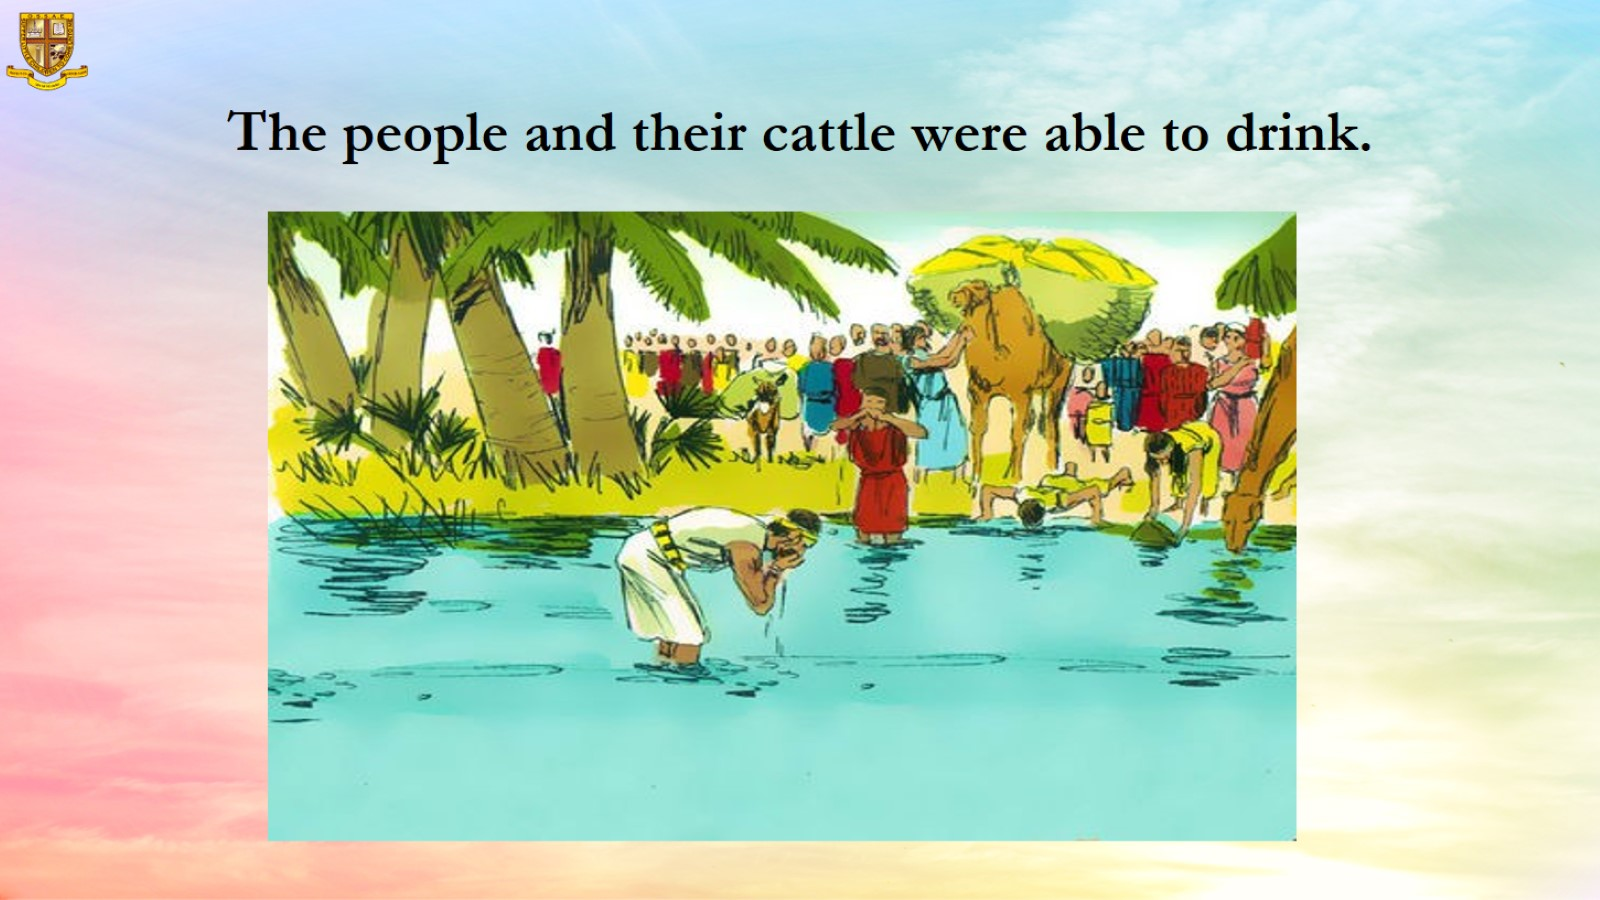 The people and their cattle were able to drink.